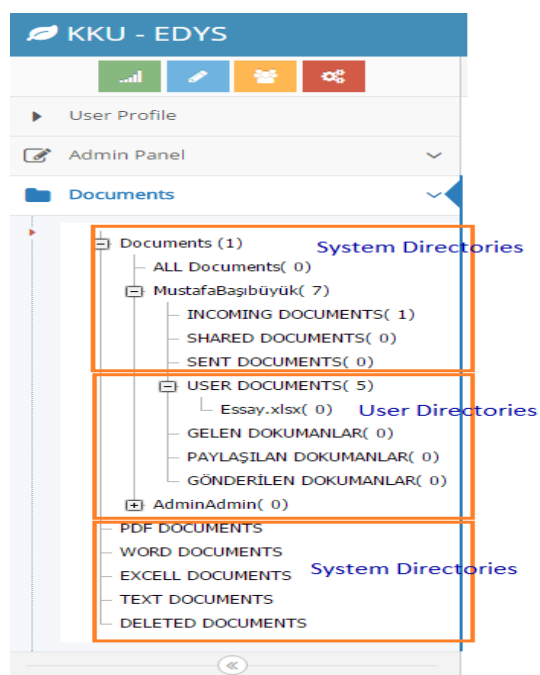 KKU - EDYS
User Profile
Admin Panel
Documents
Documents (1)
System Directories
ALL Documents( 0)
MustafaBaşıbüyük( 7)
INCOMING DOCUMENTS( 1)
SHARED DOCUMENTS( 0)
SENT DOCUMENTS( 0)
USER DOCUMENTS( 5)
Essay.xlsx( 0)
User Directories
GELEN DOKUMANLAR( 0)
PAYLAŞILAN DOKUMANLAR( 0)
GÖNDERİLEN DOKUMANLAR( 0)
AdminAdmin( 0)
PDF DOCUMENTS
WORD DOCUMENTS
EXCELL DOCUMENTS
System Directories
TEXT DOCUMENTS
DELETED DOCUMENTS